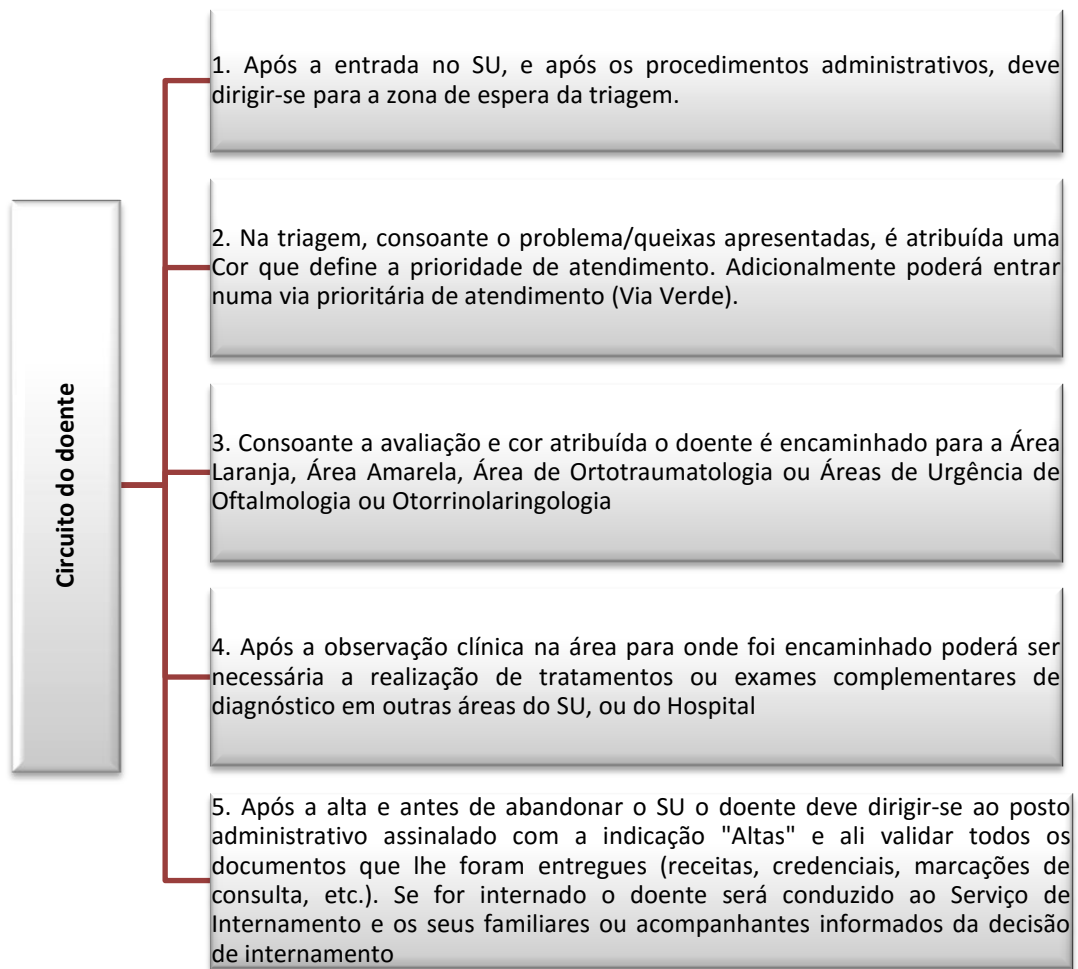 Circuito do doente
1. Após a entrada no SU, e após os procedimentos administrativos, deve
dirigir-se para a zona de espera da triagem.
2. Na triagem, consoante o problema/queixas apresentadas, é atribuída uma
Cor que define a prioridade de atendimento. Adicionalmente poderá entrar
numa via prioritária de atendimento (Via Verde).
3. Consoante a avaliação e cor atribuída o doente é encaminhado para a Área
Laranja, Área Amarela, Área de Ortotraumatologia ou Áreas de Urgência de
Oftalmologia ou Otorrinolaringologia
4. Após a observação clínica na área para onde foi encaminhado poderá ser
necessária a realização de tratamentos ou exames complementares de
diagnóstico em outras áreas do SU, ou do Hospital
5. Após a alta e antes de abandonar o SU o doente deve dirigir-se ao posto
administrativo assinalado com a indicação "Altas" e ali validar todos os
documentos que lhe foram entregues (receitas, credenciais, marcações de
consulta, etc.). Se for internado o doente será conduzido ao Serviço de
Internamento e os seus familiares ou acompanhantes informados da decisão
de internamento